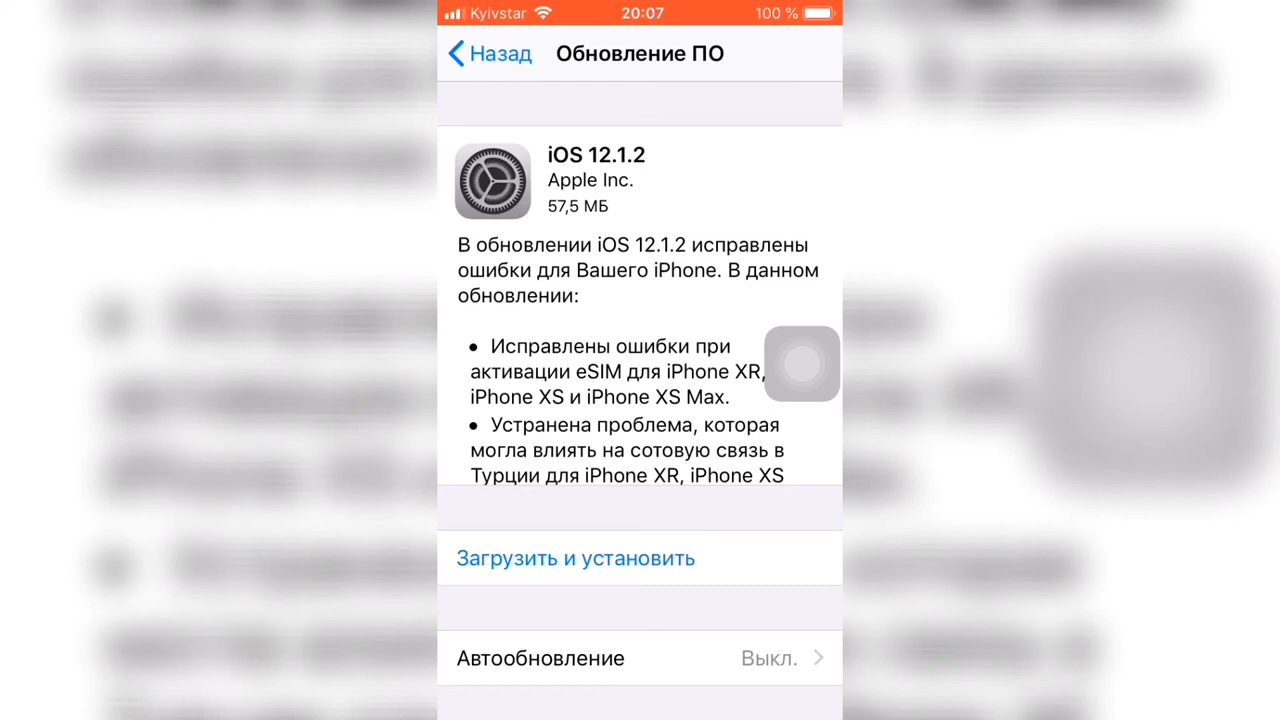 Kyivstar 20:07 100 %
Назад Обновление ПО
iOS 12.1.2
Apple Inc.
57,5 МБ
В обновлении iOS 12.1.2 исправлены
ошибки для Вашего iPhone. В данном
обновлении:
● Исправлены ошибки при
активации eSIM для iPhone XR,
iPhone XS и iPhone XS Max.
● Устранена проблема, которая
могла влиять на сотовую связь в
Турции для iPhone XR, iPhone XS
Загрузить и установить
Автообновление Выкл.